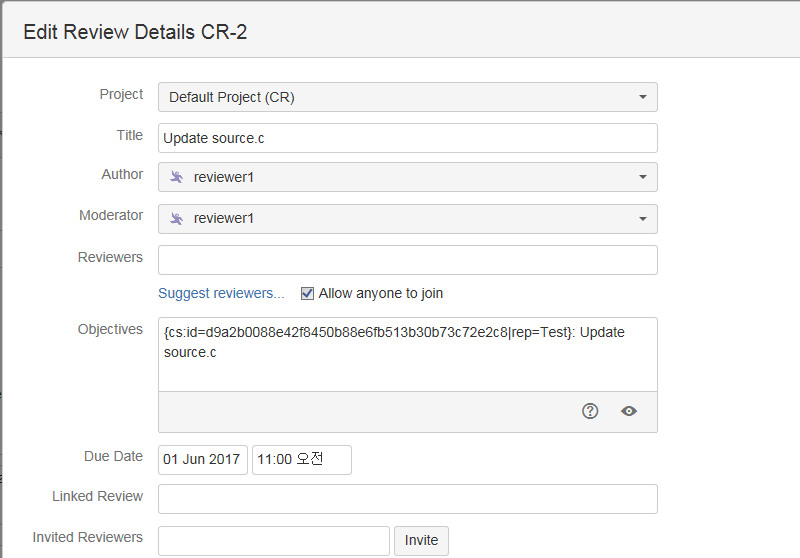 Edit Review Details CR-2
Project Default Project (CR)
Title Update source.c
Author reviewer1
Moderator reviewer1
Reviewers
Suggest reviewers... Allow anyone to join
Objectives {cs:id=d9a2b0088e42f8450b88e6fb513b30b73c72e2c8|rep=Test}: Update
source.c
Due Date 01 Jun 2017 11:00 오전
Linked Review
Invited Reviewers Invite